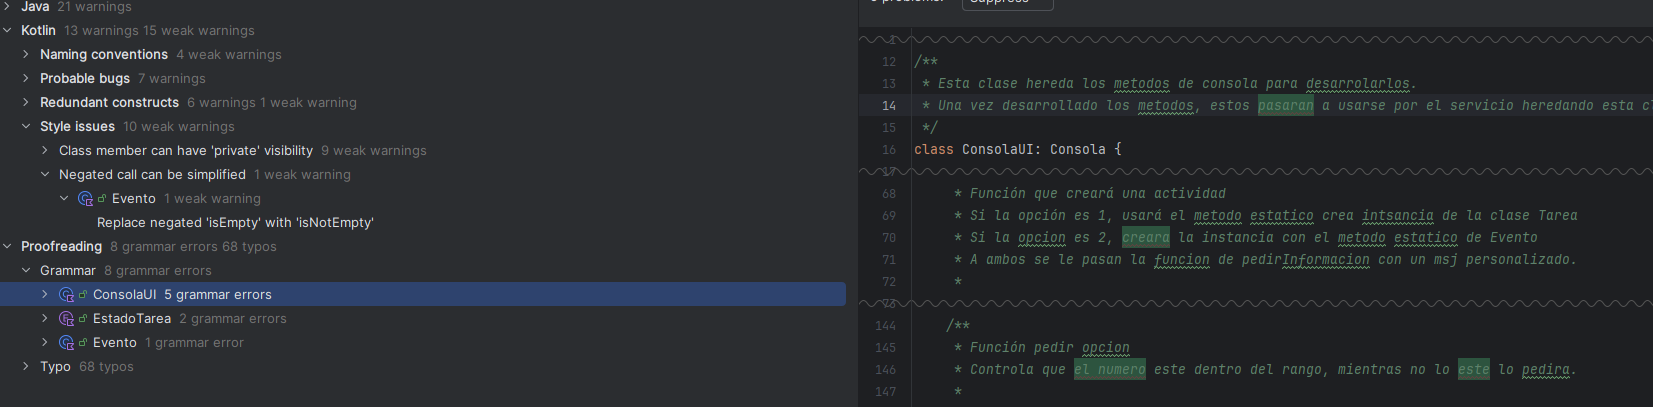 Java 21 warnings
Kotlin 13 warnings 15 weak warnings
Naming conventions 4 weak warnings
Probable bugs 7 warnings
Redundant constructs 6 warnings 1 weak warning
Style issues 10 weak warnings
Class member can have 'private' visibility 9 weak warnings
Negated call can be simplified 1 weak warning
Evento 1 weak warning
Replace negated 'isEmpty' with 'isNotEmpty'
Proofreading 8 grammar errors 68 typos
Grammar 8 grammar errors
ConsolaUI 5 grammar errors
EstadoTarea 2 grammar errors
Evento 1 grammar error
Typo 68 typos
12 /**
13 * Esta clase hereda los metodos de consola para desarrolarlos.
14 * Una vez desarrollado los metodos, estos pasaran a usarse por el servicio heredando esta
15 */
16 class ConsolaUI: Consola {
17
68 * Función que creará una actividad
69 * Si la opción es 1, usará el metodo estatico crea intsancia de la clase Tarea
70 * Si la opcion es 2, creara la instancia con el metodo estatico de Evento
71 * A ambos se le pasan la funcion de pedirInformacion con un msj personalizado.
72 *
73
144 /**
145 * Función pedir opcion
146 * Controla que el numero este dentro del rango, mientras no lo este lo pedira.
147 *